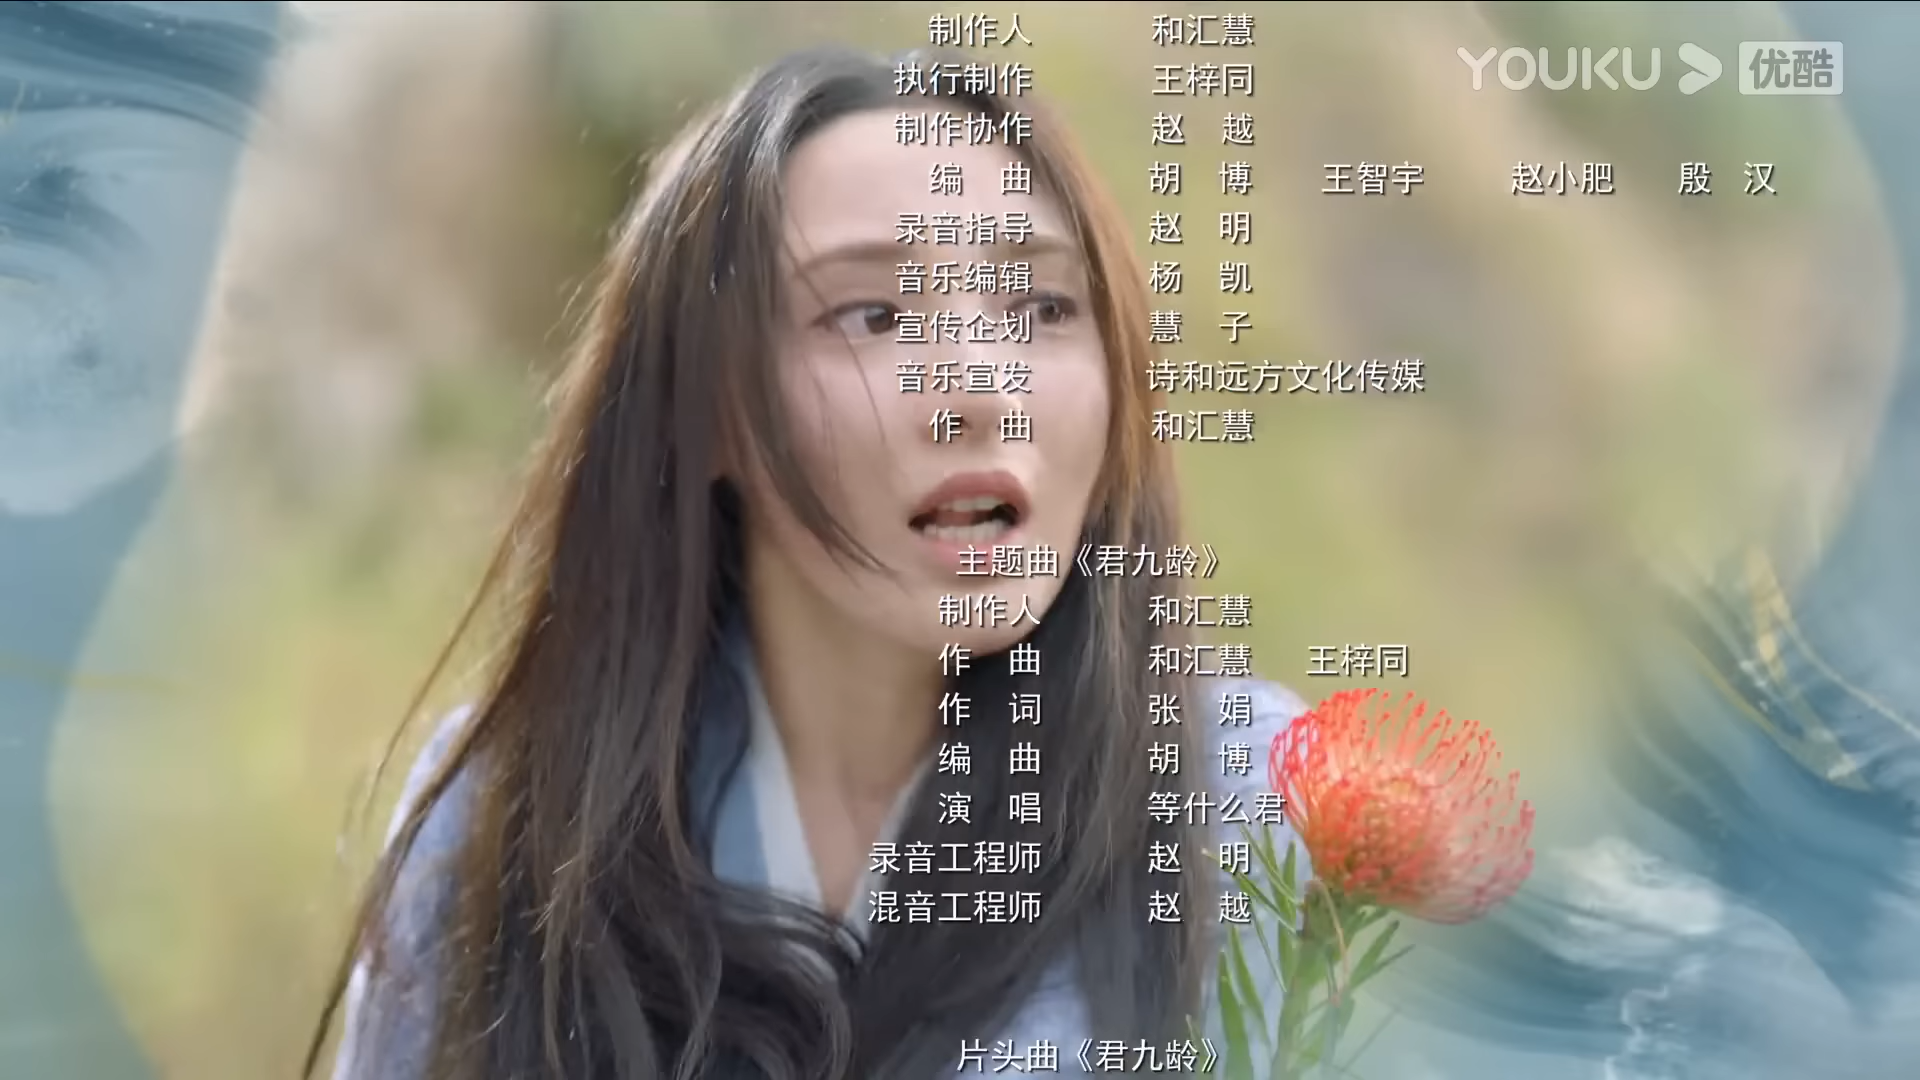 制作人 和汇慧
YOUKU 优酷
执行制作 王梓同
制作协作 赵 越
编 曲 胡 博 王智宇 赵小肥 殷 汉
录音指导 赵 明
音乐编辑 杨 凯
宣传企划 慧 子
音乐宣发 诗和远方文化传媒
作 曲 和汇慧
主题曲《君九龄》
制作人 和汇慧
作 曲 和汇慧 王梓同
作 词 张 娟
编 曲 胡 博
演 唱 等什么君
录音工程师 赵 明
混音工程师 赵 越
片头曲《君九龄》